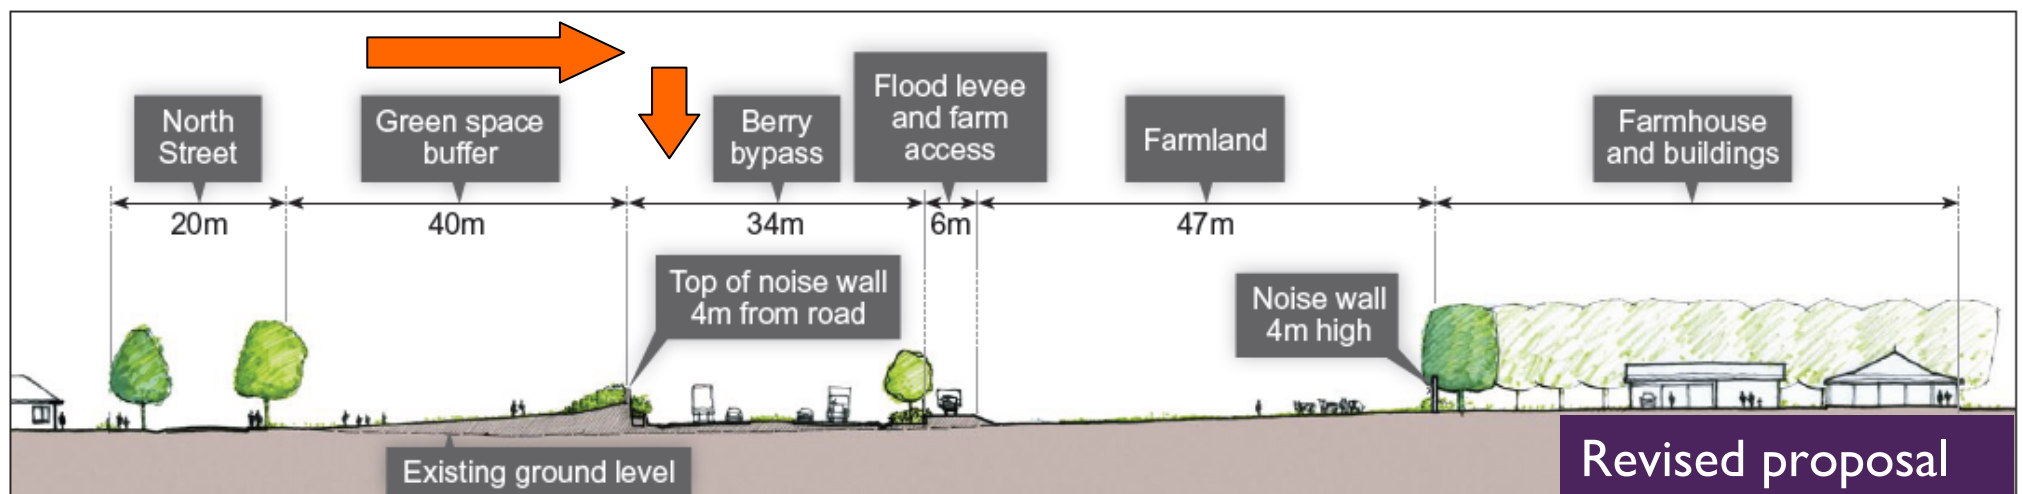 North
Street
Green space
buffer
Berry
bypass
Flood levee
and farm
access
Farmland
Farmhouse
and buildings
20m
40m
34m
6m
47m
Top of noise wall
4m from road
Noise wall
4m high
Existing ground level
Revised proposal